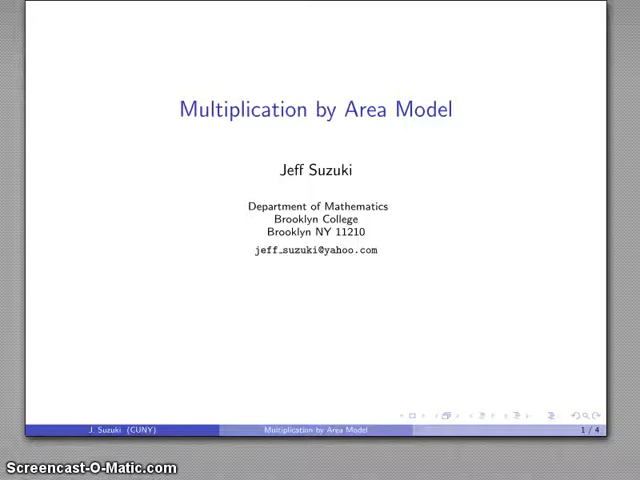 Multiplication by Area Model
Jeff Suzuki
Department of Mathematics
Brooklyn College
Brooklyn NY 11210
jeff_suzuki@yahoo.com
J. Suzuki (CUNY)
Multiplication by Area Model
1 / 4
Screencast-O-Matic.com